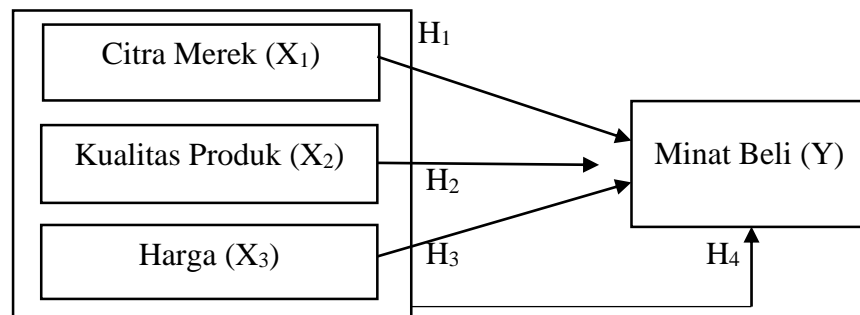 H₁
Citra Merek (X₁)
Kualitas Produk (X₂)
Minat Beli (Y)
H₂
Harga (X₃)
H₃
H₄